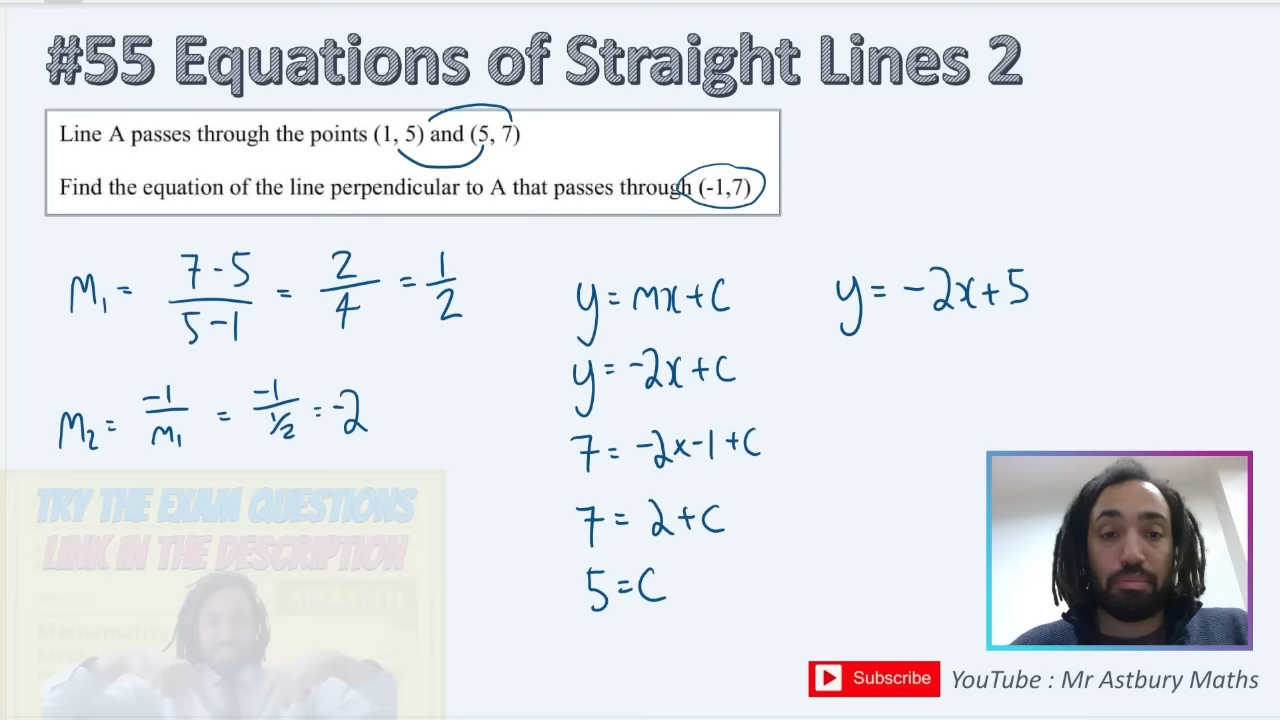 #55 Equations of Straight Lines 2
Line A passes through the points (1, 5) and (5, 7)
Find the equation of the line perpendicular to A that passes through (-1,7)
M₁ = 7-5 / 5-1 = 2/4 = 1/2
M₂ = -1/M₁ = -1/½ = -2
y = mx + c
y = -2x + c
7 = -2x-1 + c
7 = 2 + c
5 = c
y = -2x + 5
TRY THE EXAM QUESTIONS
LINK IN THE DESCRIPTION
Subscribe
YouTube : Mr Astbury Maths